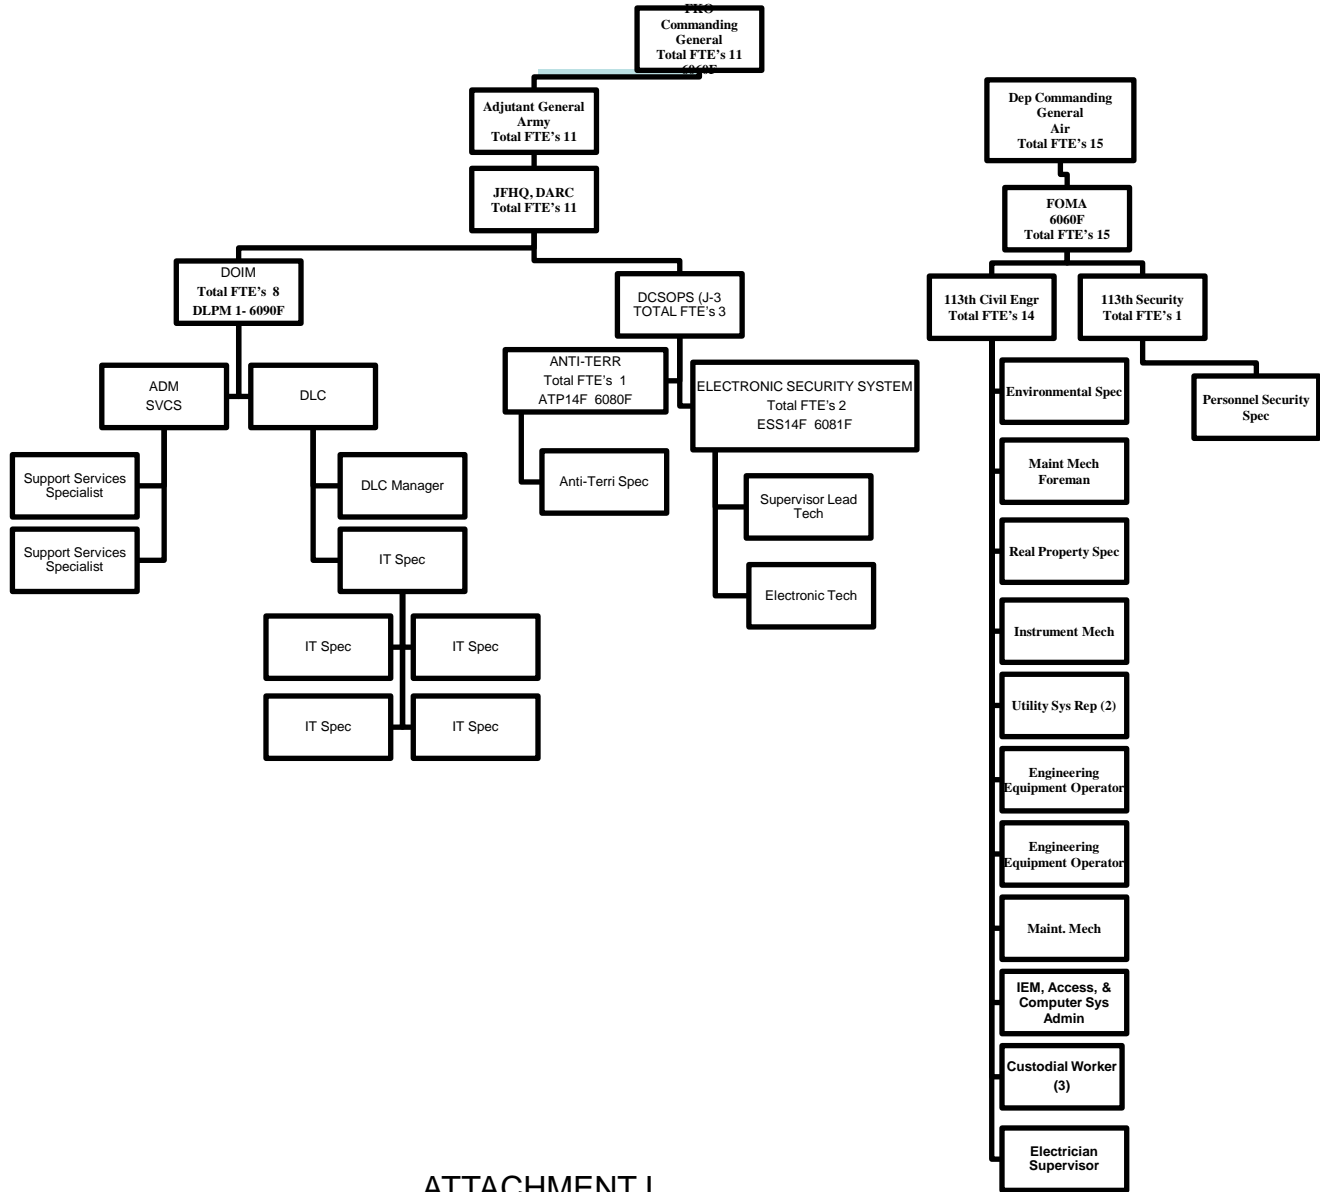 Commanding
General
Total FTE's 11
Adjutant General
Army
Total FTE's 11
JFHQ, DARC
Total FTE's 11
DOIM
Total FTE's 8
DLPM 1- 6090F
DCSOPS (J-3
TOTAL FTE's 3
ADM
SVCS
DLC
Support Services
Specialist
Support Services
Specialist
DLC Manager
IT Spec
IT Spec
IT Spec
IT Spec
IT Spec
ANTI-TERR
Total FTE's 1
ATP14F 6080F
ELECTRONIC SECURITY SYSTEM
Total FTE's 2
ESS14F 6081F
Anti-Terri Spec
Supervisor Lead
Tech
Electronic Tech
Dep Commanding
General
Air
Total FTE's 15
FOMA
6060F
Total FTE's 15
113th Civil Engr
Total FTE's 14
113th Security
Total FTE's 1
Environmental Spec
Personnel Security
Spec
Maint Mech
Foreman
Real Property Spec
Instrument Mech
Utility Sys Rep (2)
Engineering
Equipment Operator
Engineering
Equipment Operator
Maint. Mech
IEM, Access, &
Computer Sys
Admin
Custodial Worker
(3)
Electrician
Supervisor